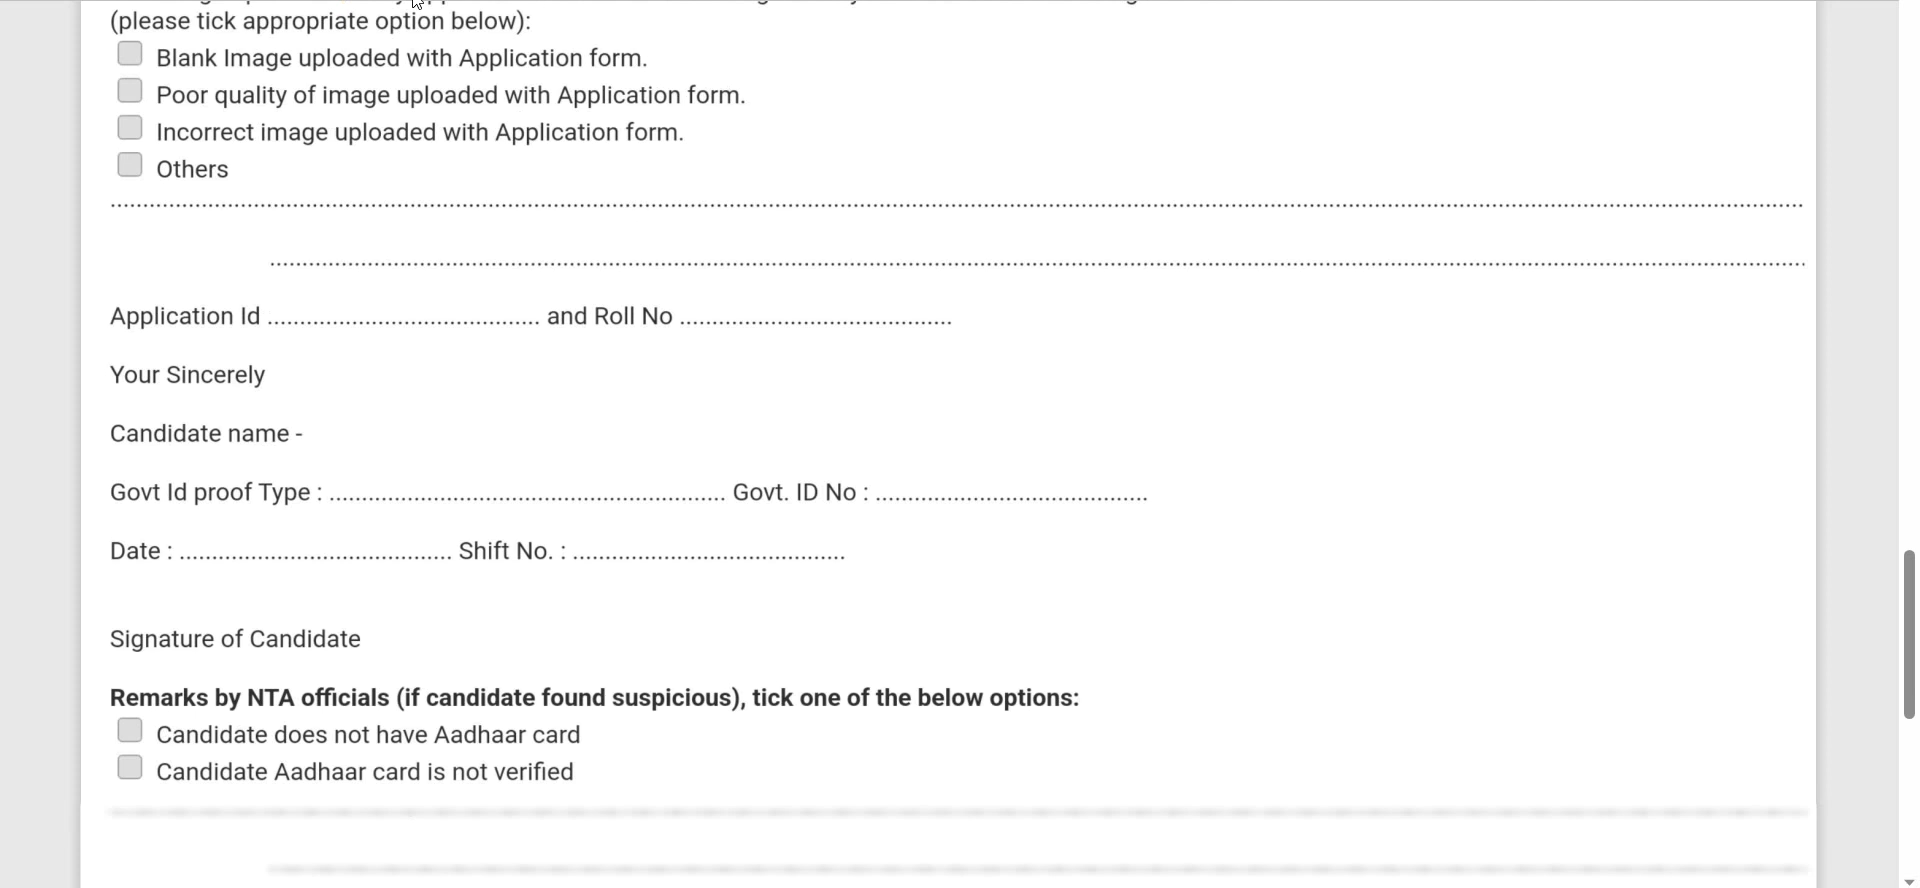 (please tick appropriate option below):
Blank Image uploaded with Application form.
Poor quality of image uploaded with Application form.
Incorrect image uploaded with Application form.
Others
..........................................................................................................................................................................................................................................................................
..................................................................................................................................................................................................................................................
Application Id .......................................... and Roll No ..........................................
Your Sincerely
Candidate name -
Govt Id proof Type : ............................................................. Govt. ID No : ..........................................
Date : .......................................... Shift No. : ..........................................
Signature of Candidate
Remarks by NTA officials (if candidate found suspicious), tick one of the below options:
Candidate does not have Aadhaar card
Candidate Aadhaar card is not verified